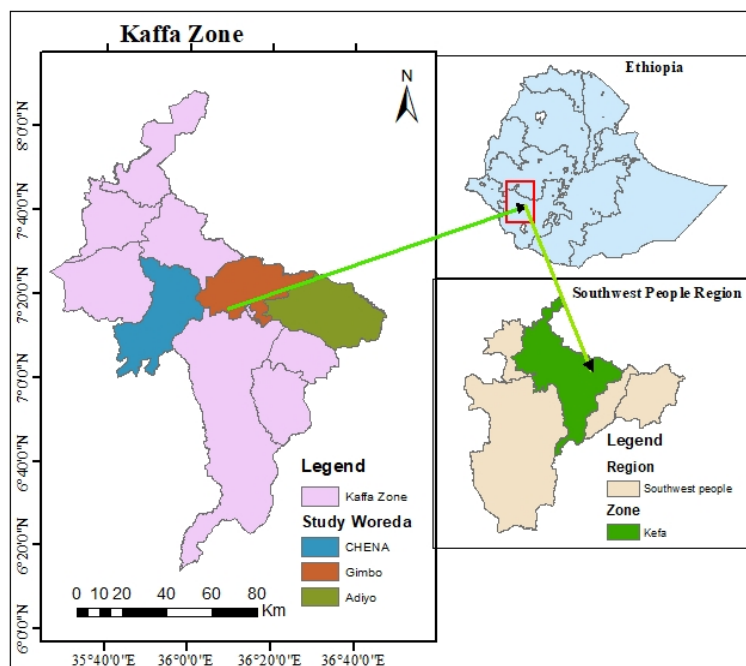 Kaffa Zone
N
8°0'0"N
7°40'0"N
7°20'0"N
7°0'0"N
6°40'0"N
6°20'0"N
6°0'0"N
Legend
Kaffa Zone
Study Woreda
CHENA
Gimbo
Adiyo
0 10 20 40 60 80
Km
35°40'0"E 36°0'0"E 36°20'0"E 36°40'0"E
Ethiopia
Southwest People Region
Legend
Region
Southwest people
Zone
Kefa